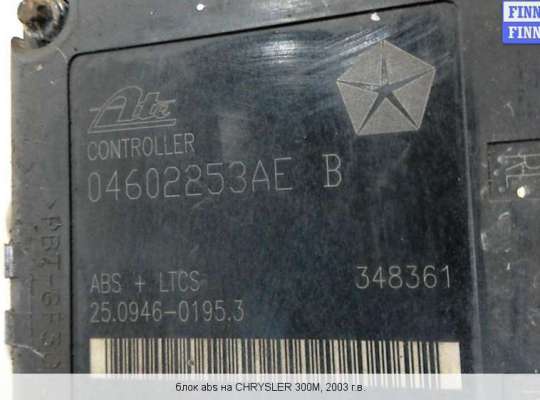 FINN
FINN
Ate
CONTROLLER
04602253AE B
ABS + LTCS 348361
25.0946-0195.3
блок abs на CHRYSLER 300M, 2003 г.в.